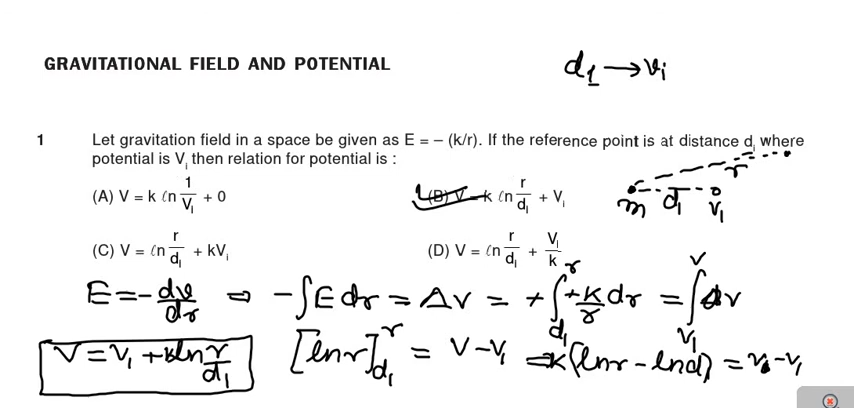 GRAVITATIONAL FIELD AND POTENTIAL
d1 → Vi
1 Let gravitation field in a space be given as E = – (k/r). If the reference point is at distance di where
potential is Vi then relation for potential is :
(A) V = k ℓn 1/Vi + 0
(B) V = k ℓn r/di + Vi
r
m d1 V1
(C) V = ℓn r/di + kVi
(D) V = ℓn r/di + Vi/k
E = -dv/dr ⇒ -∫E dr = Δv = +∫_{d1}^{r} +k/r dr = ∫_{V1}^{V} dv
V = V1 + k ln r/d1
[ln r]_{d1}^{r} = V - V1 ⇒ k(ln r - ln d1) = V - V1